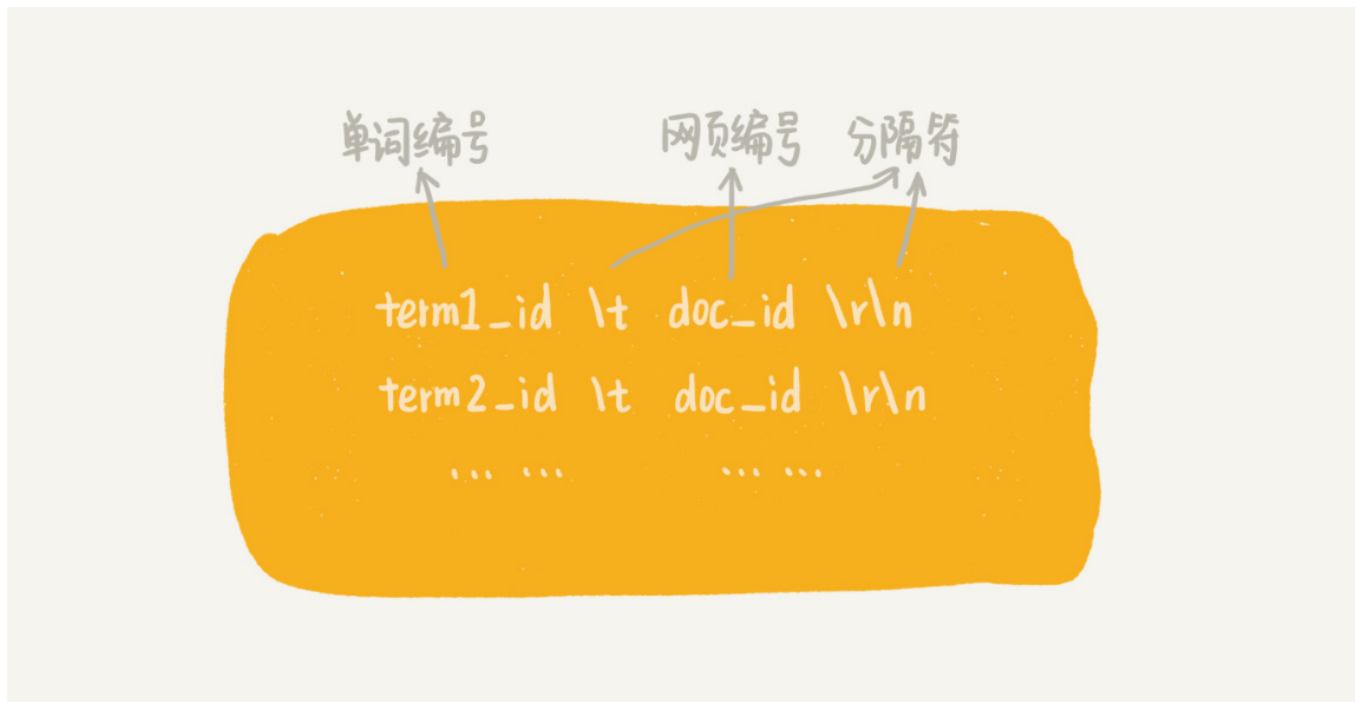 单词编号 网页编号 分隔符
term1_id \t doc_id \r\n
term2_id \t doc_id \r\n
... ... ... ...